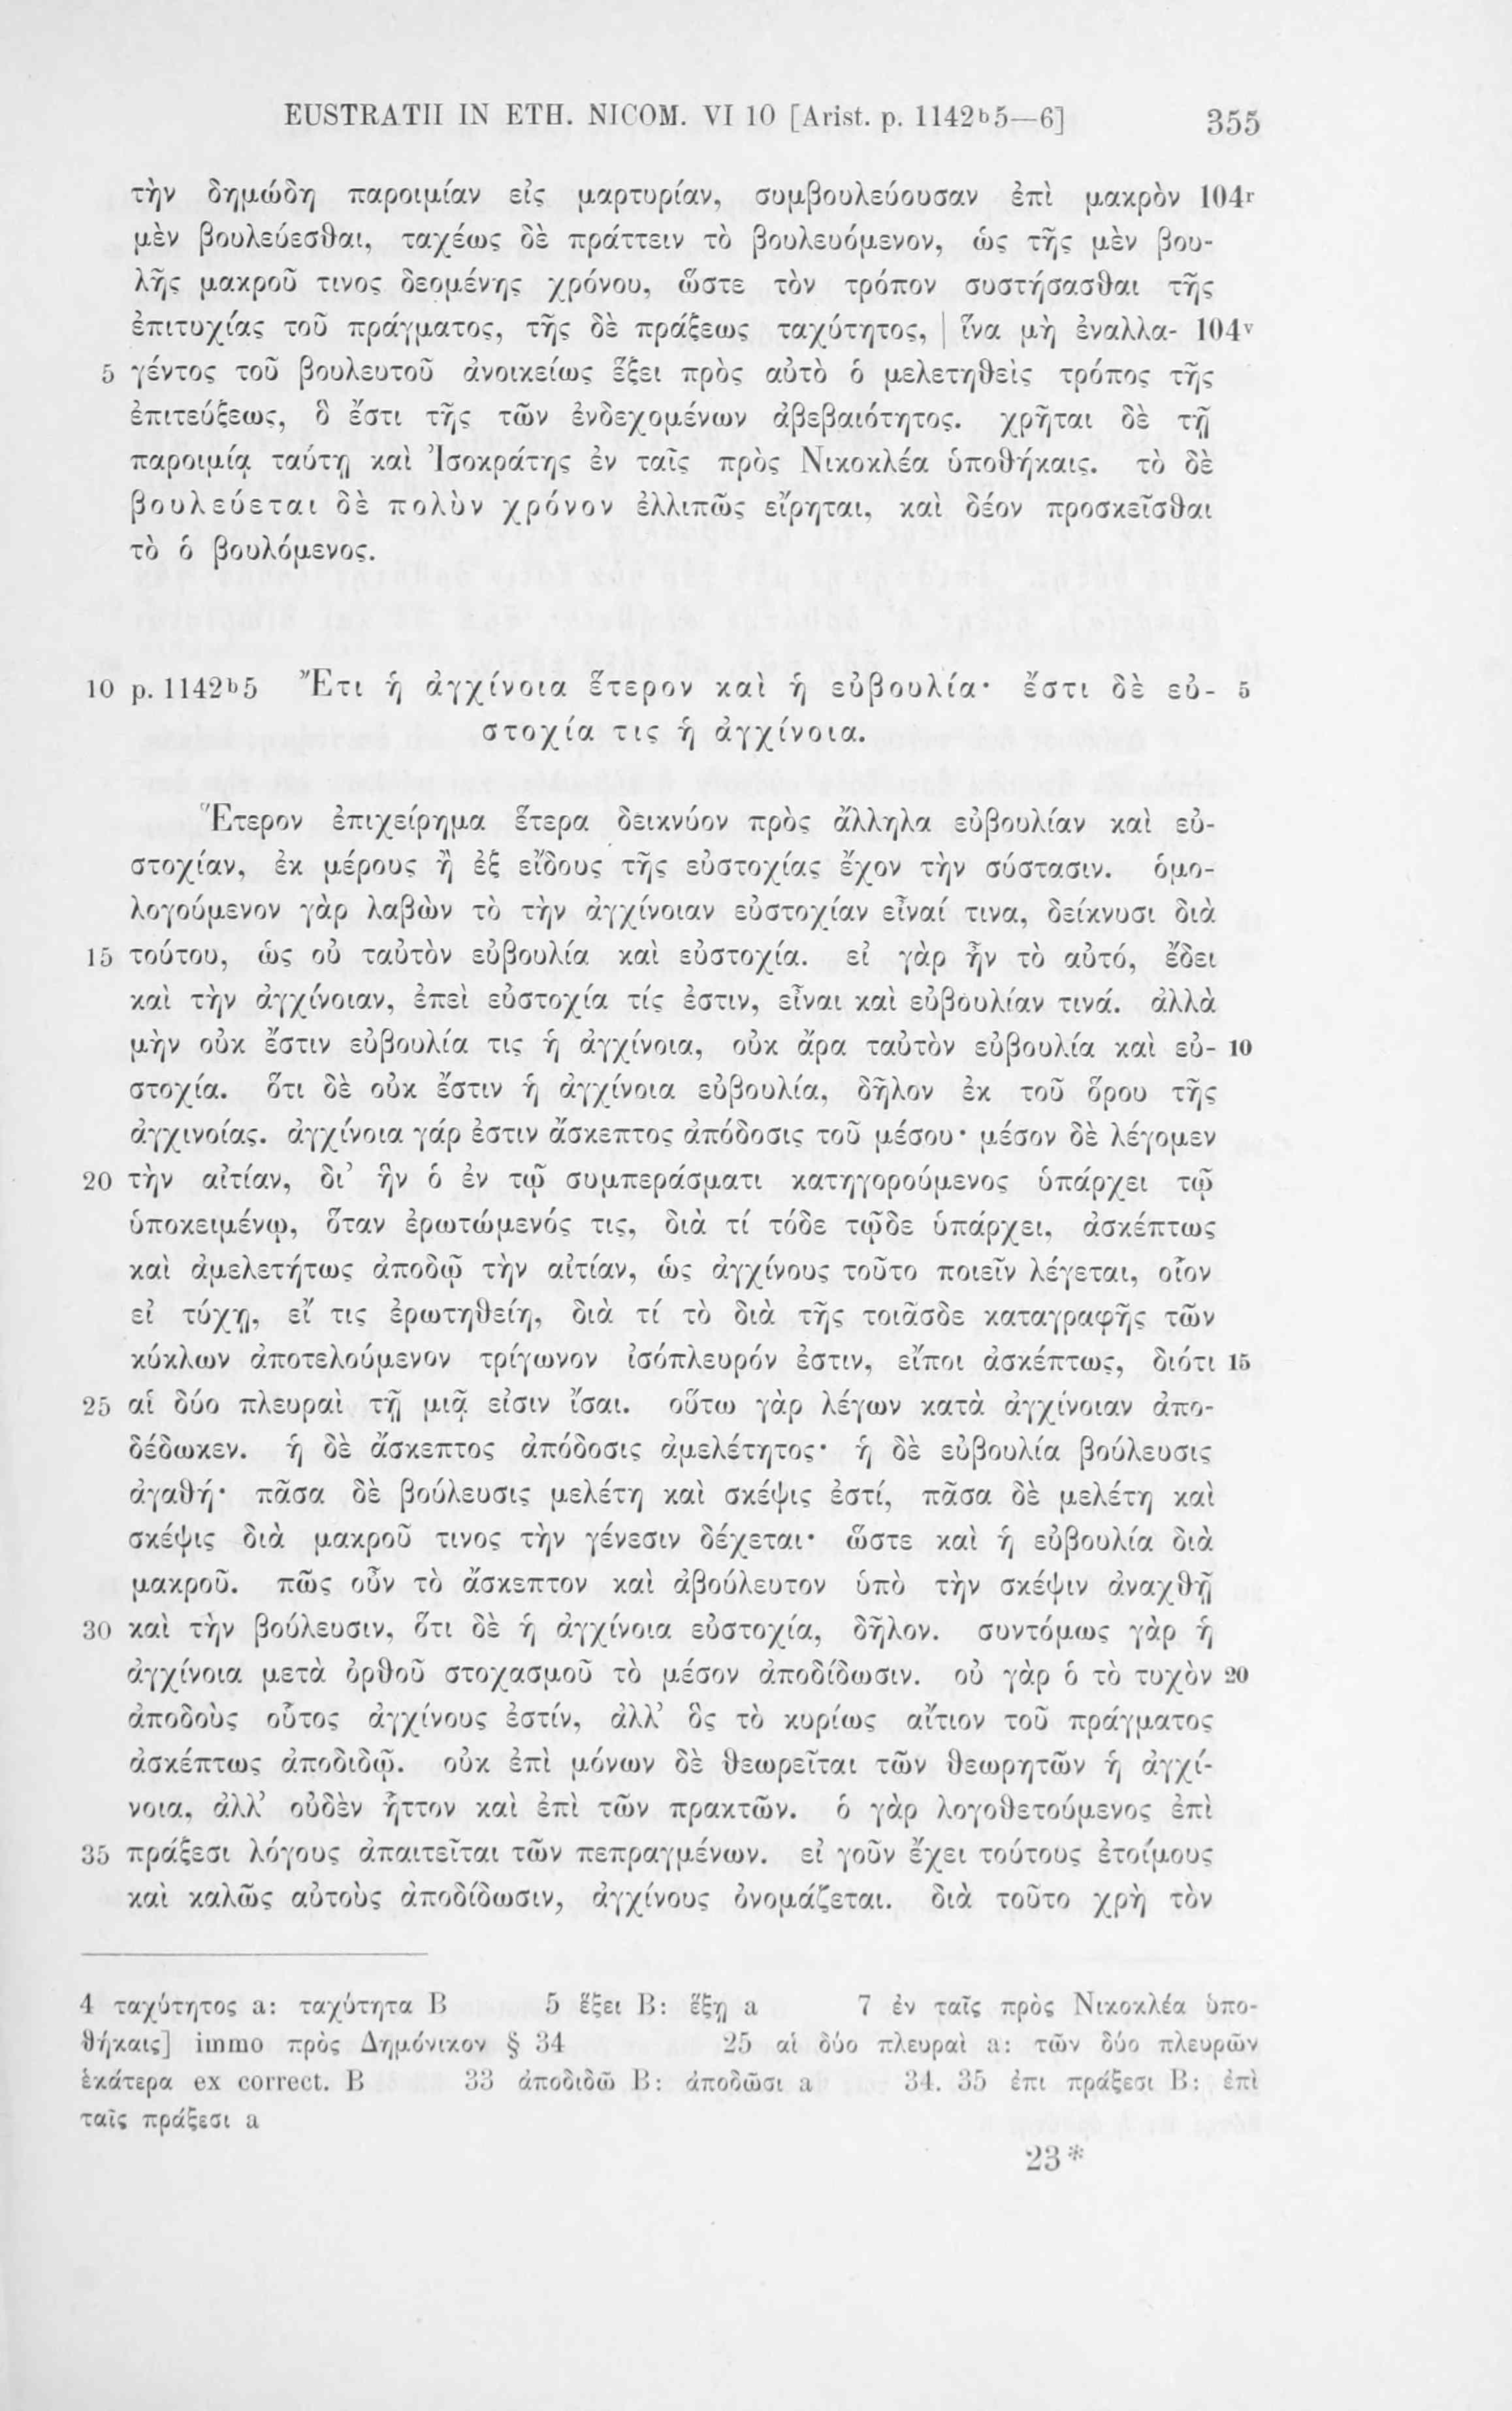 EUSTRATII IN ETH. NICOM. VI 10 [Arist. p. 1142b5—6] 355
τὴν δημώδη παροιμίαν εἰς μαρτυρίαν, συμβουλεύουσαν ἐπὶ μακρὸν 104r
μὲν βουλεύεσθαι, ταχέως δὲ πράττειν τὸ βουλευόμενον, ὡς τῆς μὲν βου-
λῆς μακροῦ τινος δεομένης χρόνου, ὥστε τὸν τρόπον συστήσασθαι τῆς
ἐπιτυχίας τοῦ πράγματος, τῆς δὲ πράξεως ταχύτητος, | ἵνα μὴ ἐναλλα- 104v
5 γέντος τοῦ βουλευτοῦ ἀνοικείως ἕξει πρὸς αὐτὸ ὁ μελετηθεὶς τρόπος τῆς
ἐπιτεύξεως, ὅ ἔστι τῆς τῶν ἐνδεχομένων ἀβεβαιότητος. χρῆται δὲ τῇ
παροιμίᾳ ταύτῃ καὶ Ἰσοκράτης ἐν ταῖς πρὸς Νικοκλέα ὑποθήκαις. τὸ δὲ
βουλεύεται δὲ πολὺν χρόνον ἐλλιπῶς εἴρηται, καὶ δέον προσκεῖσθαι
τὸ ὁ βουλόμενος.
10 p. 1142b5 Ἔτι ἡ ἀγχίνοια ἕτερον καὶ ἡ εὐβουλία· ἔστι δὲ εὐ- 5
στοχία τις ἡ ἀγχίνοια.
Ἕτερον ἐπιχείρημα ἕτερα δεικνύον πρὸς ἄλληλα εὐβουλίαν καὶ εὐ-
στοχίαν, ἐκ μέρους ἢ ἐξ εἴδους τῆς εὐστοχίας ἔχον τὴν σύστασιν. ὁμο-
λογούμενον γὰρ λαβὼν τὸ τὴν ἀγχίνοιαν εὐστοχίαν εἶναί τινα, δείκνυσι διὰ
15 τούτου, ὡς οὐ ταὐτὸν εὐβουλία καὶ εὐστοχία. εἰ γὰρ ἦν τὸ αὐτό, ἔδει
καὶ τὴν ἀγχίνοιαν, ἐπεὶ εὐστοχία τίς ἐστιν, εἶναι καὶ εὐβουλίαν τινά. ἀλλὰ
μὴν οὐκ ἔστιν εὐβουλία τις ἡ ἀγχίνοια, οὐκ ἄρα ταὐτὸν εὐβουλία καὶ εὐ- 10
στοχία. ὅτι δὲ οὐκ ἔστιν ἡ ἀγχίνοια εὐβουλία, δῆλον ἐκ τοῦ ὅρου τῆς
ἀγχινοίας. ἀγχίνοια γάρ ἐστιν ἄσκεπτος ἀπόδοσις τοῦ μέσου· μέσον δὲ λέγομεν
20 τὴν αἰτίαν, δι’ ἣν ὁ ἐν τῷ συμπεράσματι κατηγορούμενος ὑπάρχει τῷ
ὑποκειμένῳ, ὅταν ἐρωτώμενός τις, διὰ τί τόδε τῷδε ὑπάρχει, ἀσκέπτως
καὶ ἀμελετήτως ἀποδῷ τὴν αἰτίαν, ὡς ἀγχίνους τοῦτο ποιεῖν λέγεται, οἷον
εἰ τύχῃ, εἴ τις ἐρωτηθείη, διὰ τί τὸ διὰ τῆς τοιᾶσδε καταγραφῆς τῶν
κύκλων ἀποτελούμενον τρίγωνον ἰσόπλευρόν ἐστιν, εἴποι ἀσκέπτως, διότι 15
25 αἱ δύο πλευραὶ τῇ μιᾷ εἰσιν ἴσαι. οὕτω γὰρ λέγων κατὰ ἀγχίνοιαν ἀπο-
δέδωκεν. ἡ δὲ ἄσκεπτος ἀπόδοσις ἀμελέτητος· ἡ δὲ εὐβουλία βούλευσις
ἀγαθή· πᾶσα δὲ βούλευσις μελέτη καὶ σκέψις ἐστί, πᾶσα δὲ μελέτη καὶ
σκέψις διὰ μακροῦ τινος τὴν γένεσιν δέχεται· ὥστε καὶ ἡ εὐβουλία διὰ
μακροῦ. πῶς οὖν τὸ ἄσκεπτον καὶ ἀβούλευτον ὑπὸ τὴν σκέψιν ἀναχθῇ
30 καὶ τὴν βούλευσιν, ὅτι δὲ ἡ ἀγχίνοια εὐστοχία, δῆλον. συντόμως γὰρ ἡ
ἀγχίνοια μετὰ ὀρθοῦ στοχασμοῦ τὸ μέσον ἀποδίδωσιν. οὐ γὰρ ὁ τὸ τυχὸν 20
ἀποδοὺς οὗτος ἀγχίνους ἐστίν, ἀλλ’ ὃς τὸ κυρίως αἴτιον τοῦ πράγματος
ἀσκέπτως ἀποδιδῷ. οὐκ ἐπὶ μόνων δὲ θεωρεῖται τῶν θεωρητῶν ἡ ἀγχί-
νοια, ἀλλ’ οὐδὲν ἧττον καὶ ἐπὶ τῶν πρακτῶν. ὁ γὰρ λογοθετούμενος ἐπὶ
35 πράξεσι λόγους ἀπαιτεῖται τῶν πεπραγμένων. εἰ γοῦν ἔχει τούτους ἑτοίμους
καὶ καλῶς αὐτοὺς ἀποδίδωσιν, ἀγχίνους ὀνομάζεται. διὰ τοῦτο χρὴ τὸν
4 ταχύτητος a: ταχύτητα B 5 ἕξει B: ἕξῃ a 7 ἐν ταῖς πρὸς Νικοκλέα ὑπο-
θήκαις] immo πρὸς Δημόνικον § 34 25 αἱ δύο πλευραὶ a: τῶν δύο πλευρῶν
ἑκάτερα ex correct. B 33 ἀποδιδῶ B: ἀποδῶσι a 34. 35 ἐπι πράξεσι B: ἐπὶ
ταῖς πράξεσι a
23*